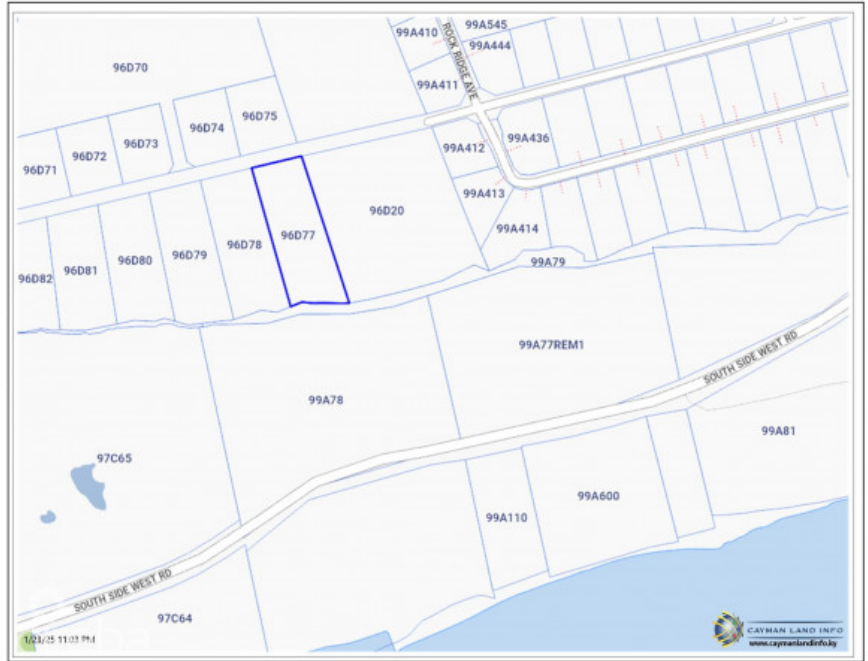 99A545
99A410
ROCK RIDGE AVE
99A444
96D70
99A411
96D75
96D74
96D73
96D72
96D71
99A436
99A412
99A413
96D20
99A414
96D77
96D78
96D79
96D80
96D81
96D82
99A79
99A77REM1
SOUTH SIDE WEST RD
99A78
99A81
97C65
99A600
99A110
SOUTH SIDE WEST RD
97C64
CAYMAN LAND INFO
www.caymanlandinfo.ky